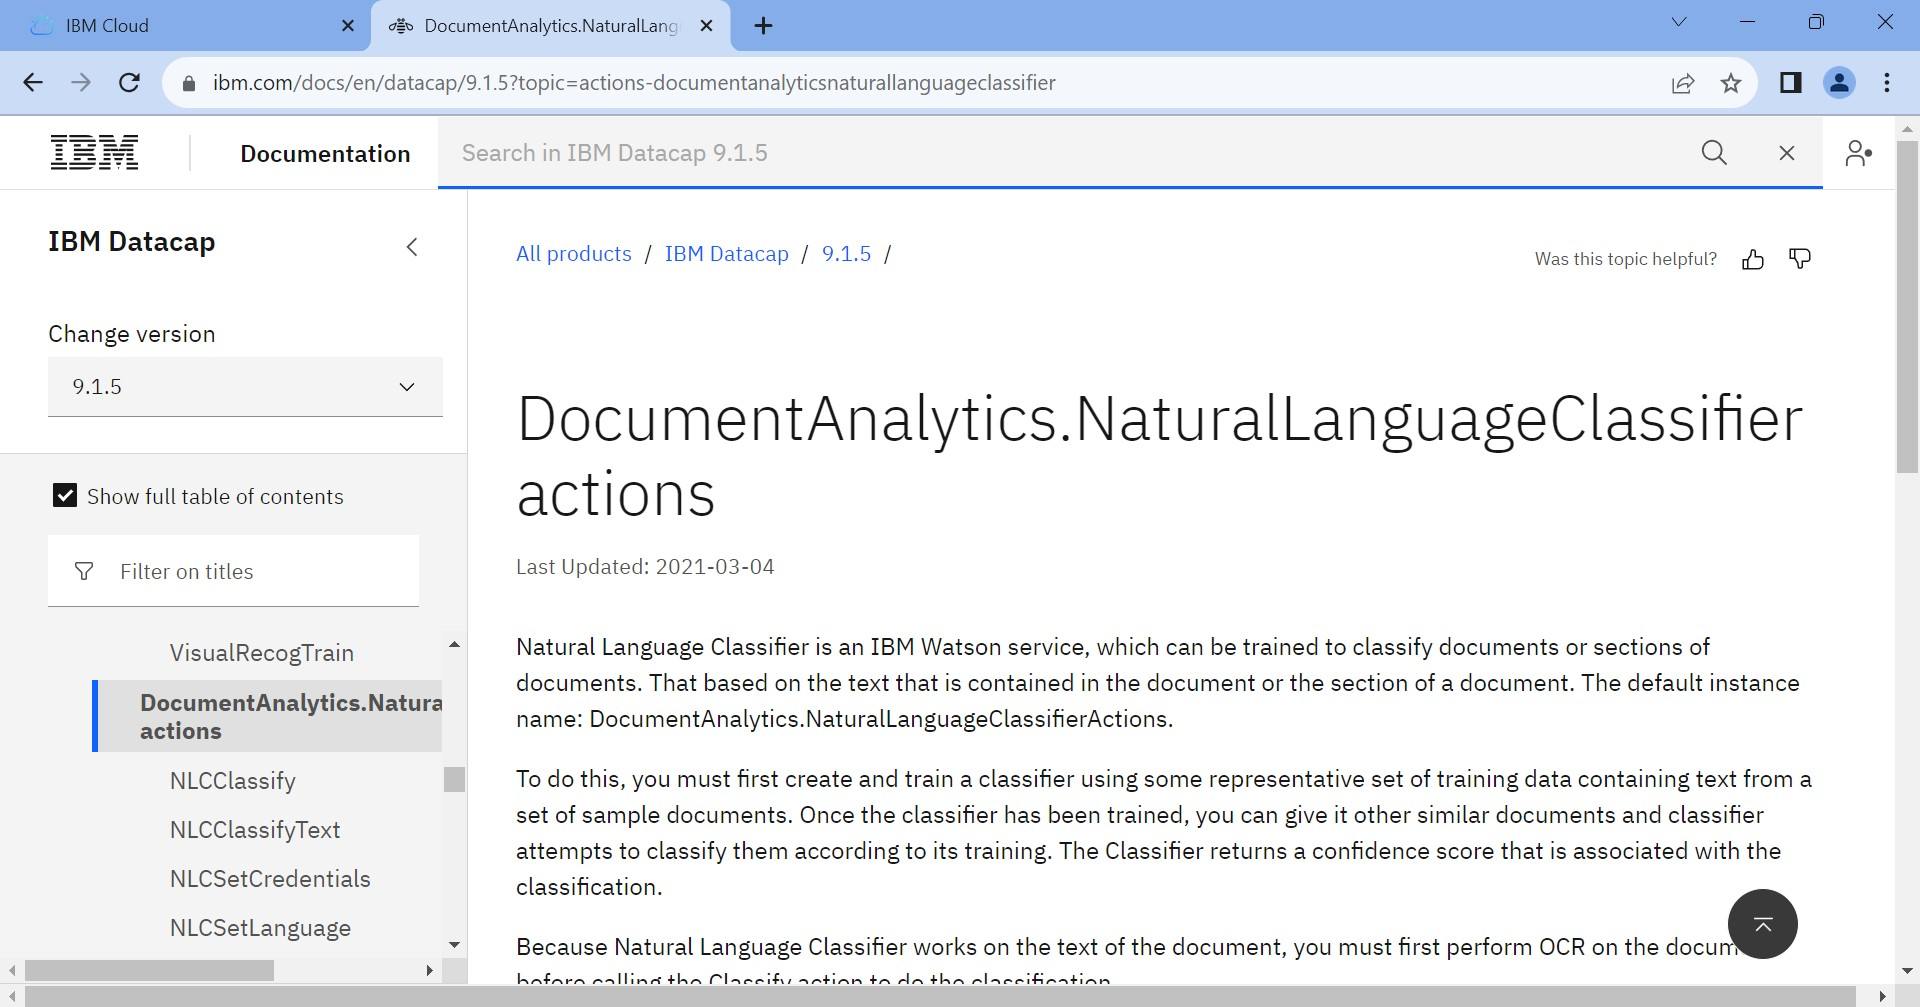 IBM Cloud
DocumentAnalytics.NaturalLang
ibm.com/docs/en/datacap/9.1.5?topic=actions-documentanalyticsnaturallanguageclassifier
IBM
Documentation
Search in IBM Datacap 9.1.5
IBM Datacap
Change version
9.1.5
Show full table of contents
Filter on titles
VisualRecogTrain
DocumentAnalytics.Natura
actions
NLCClassify
NLCClassifyText
NLCSetCredentials
NLCSetLanguage
All products / IBM Datacap / 9.1.5 /
Was this topic helpful?
DocumentAnalytics.NaturalLanguageClassifier
actions
Last Updated: 2021-03-04
Natural Language Classifier is an IBM Watson service, which can be trained to classify documents or sections of
documents. That based on the text that is contained in the document or the section of a document. The default instance
name: DocumentAnalytics.NaturalLanguageClassifierActions.
To do this, you must first create and train a classifier using some representative set of training data containing text from a
set of sample documents. Once the classifier has been trained, you can give it other similar documents and classifier
attempts to classify them according to its training. The Classifier returns a confidence score that is associated with the
classification.
Because Natural Language Classifier works on the text of the document, you must first perform OCR on the docum
before calling the Classify action to do the classification.